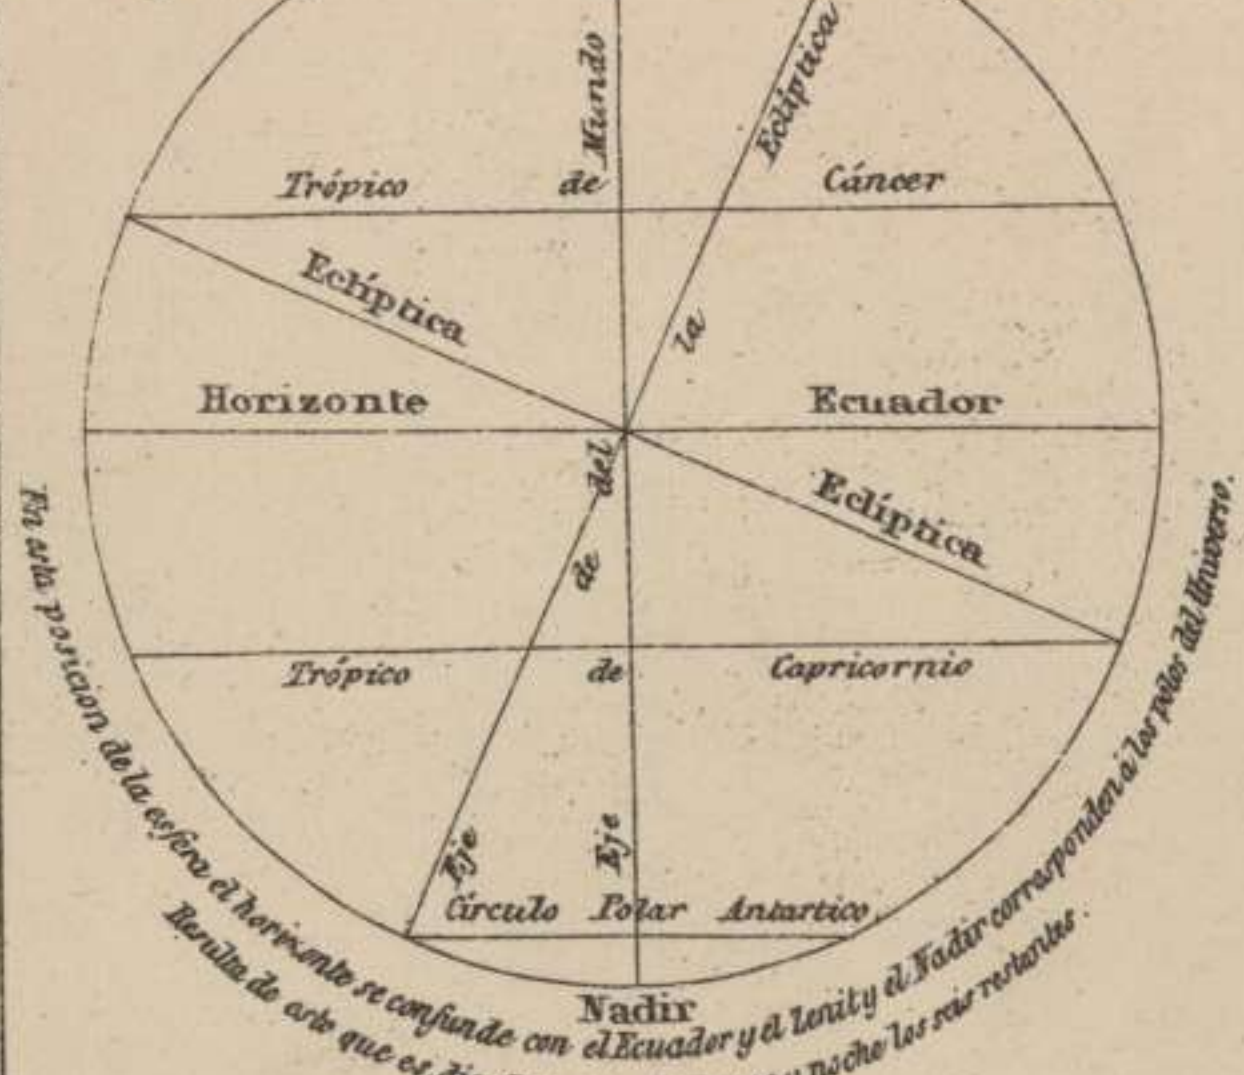 Eje del Mundo
Eje de la Eclíptica
Trópico de Cáncer
Eclíptica
Horizonte Ecuador
Eclíptica
Trópico de Capricornio
Círculo Polar Antartico
Nadir
En esta posicion de la esfera el horizonte se confunde con el Ecuador y el Zenit y el Nadir corresponden á los polos del Universo.
Resulta de este que es noche los seis restantes.